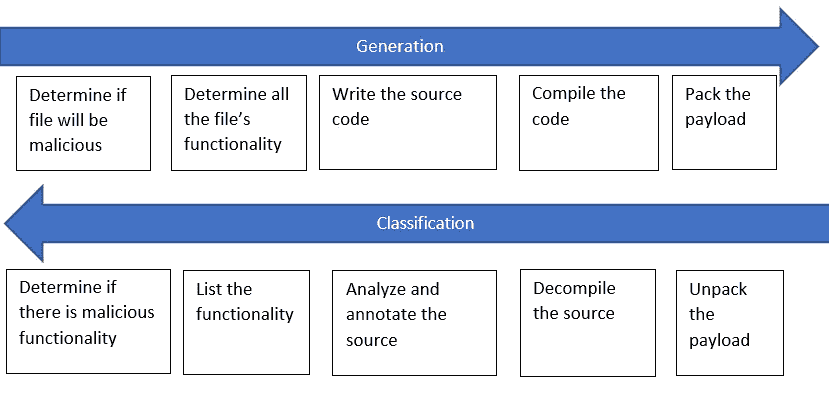 Generation
Determine if
file will be
malicious
Determine all
the file's
functionality
Write the source
code
Compile the
code
Pack the
payload
Classification
Determine if
there is malicious
functionality
List the
functionality
Analyze and
annotate the
source
Decompile
the source
Unpack
the
payload